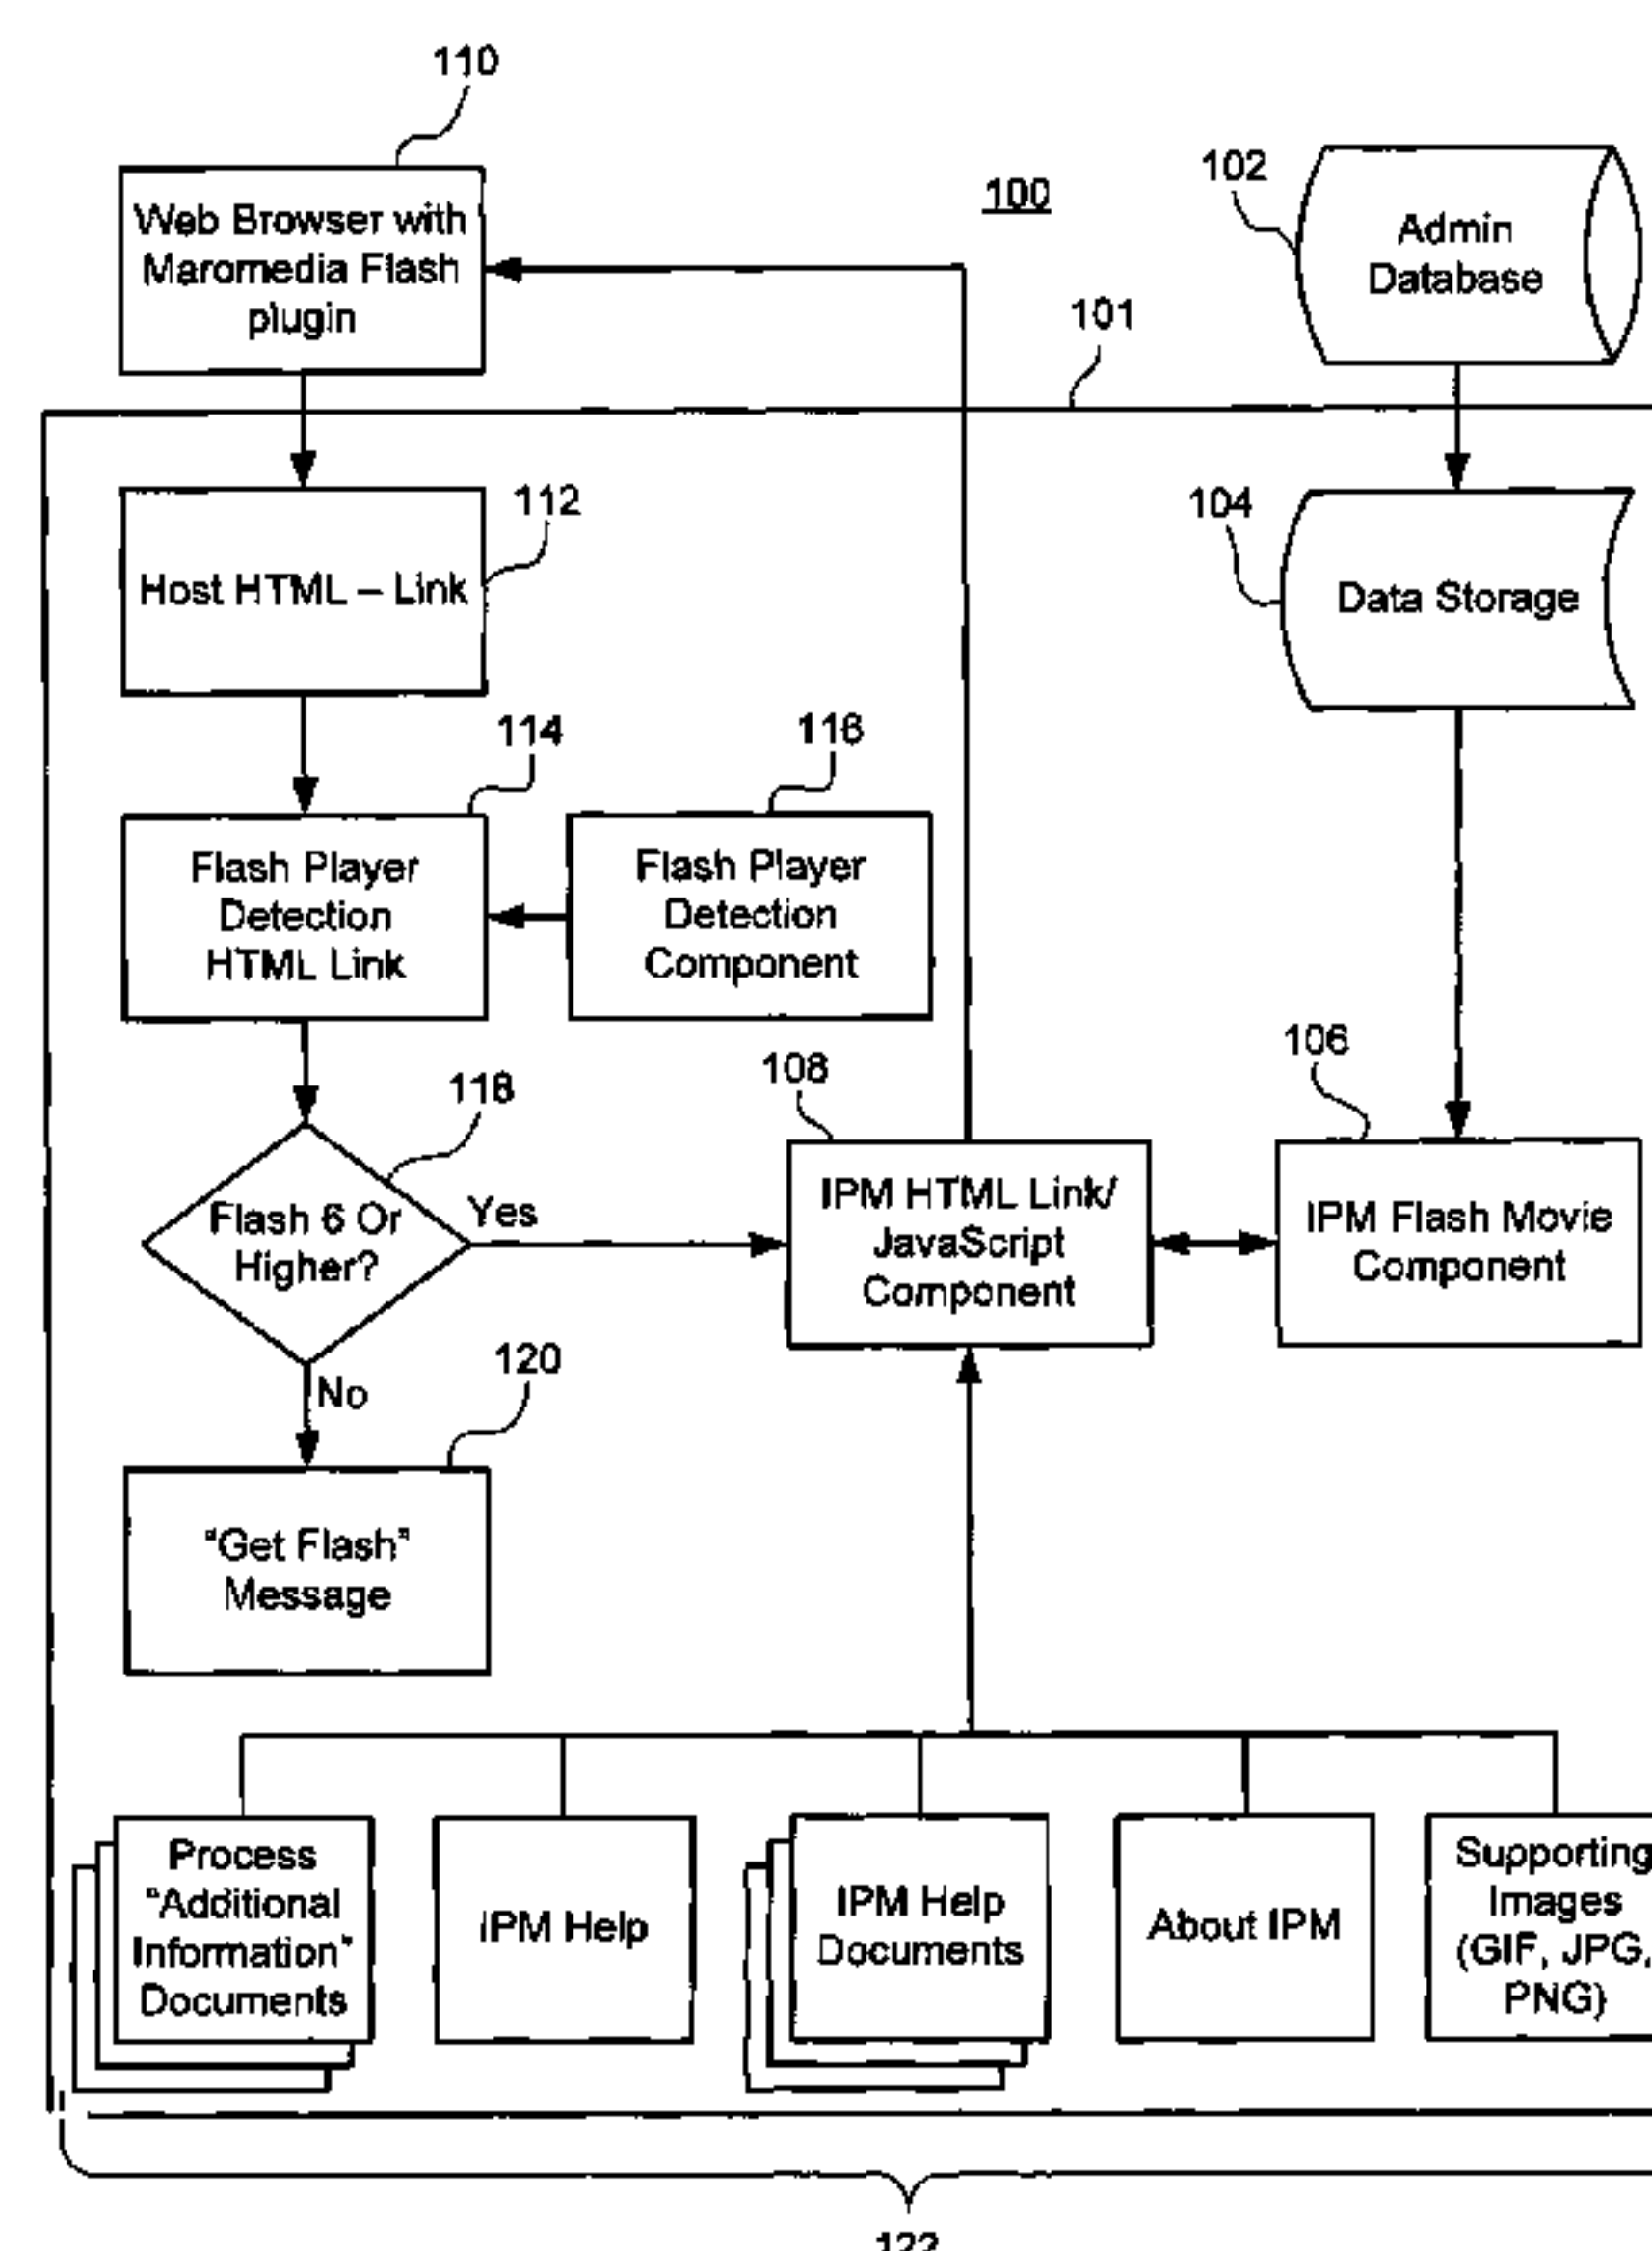 110
Web Browser with
Maromedia Flash
plugin
100
102
Admin
Database
101
112
Host HTML – Link
104
Data Storage
114
Flash Player
Detection
HTML Link
116
Flash Player
Detection
Component
118
Flash 6 Or
Higher?
Yes
No
108
IPM HTML Link/
JavaScript
Component
106
IPM Flash Movie
Component
120
"Get Flash"
Message
Process
"Additional
Information"
Documents
IPM Help
IPM Help
Documents
About IPM
Supporting
Images
(GIF, JPG,
PNG)
122